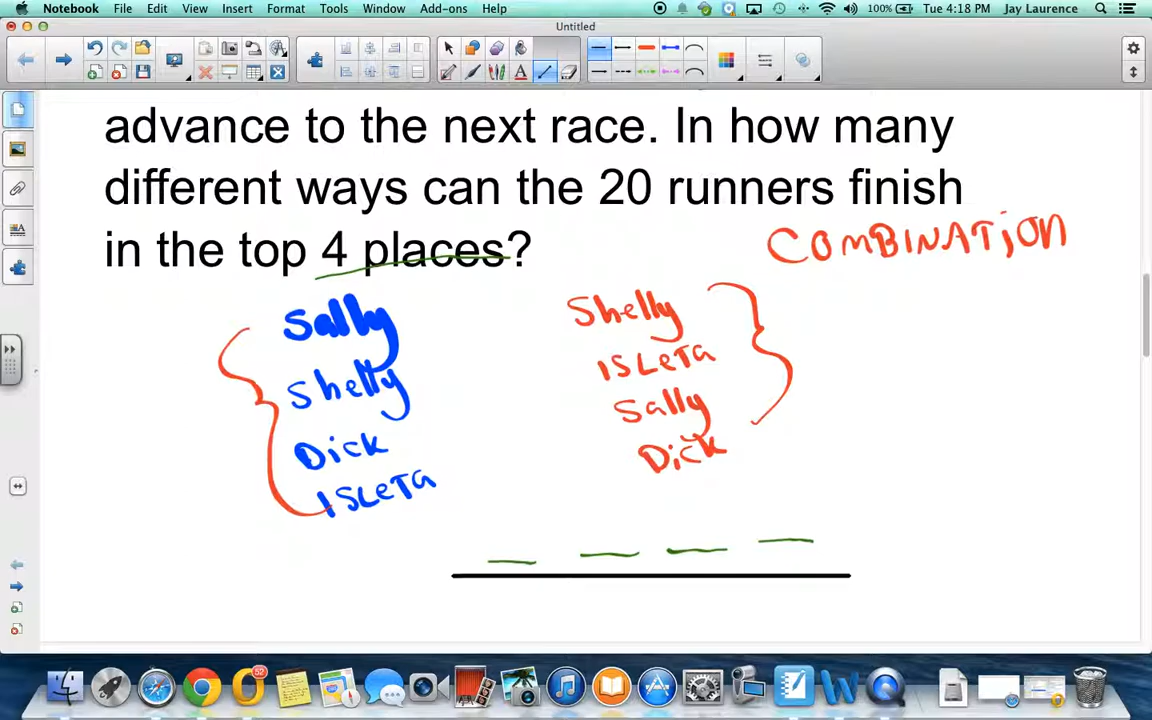 Notebook File Edit View Insert Format Tools Window Add-ons Help 100% Tue 4:18 PM Jay Laurence
Untitled
advance to the next race. In how many
different ways can the 20 runners finish
in the top 4 places?
COMBINATION
Sally
Shelly
Dick
ISLeTa
Shelly
ISLeTa
Sally
Dick
52